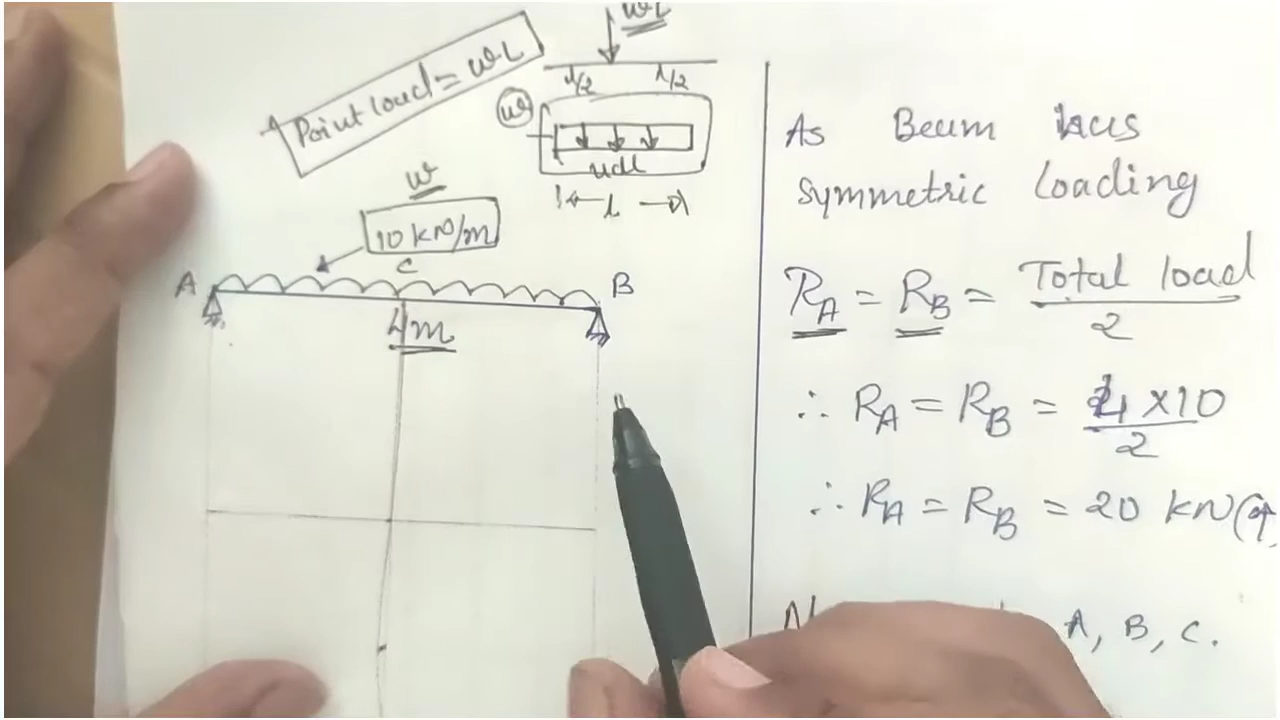 Point load = wL
wL
l/2 l/2
w
udl
L
w
10 kN/m
A C B
4m
As Beam has
symmetric loading
RA = RB = Total load
2
∴ RA = RB = 4 × 10
2
∴ RA = RB = 20 kN (↑
A, B, C.